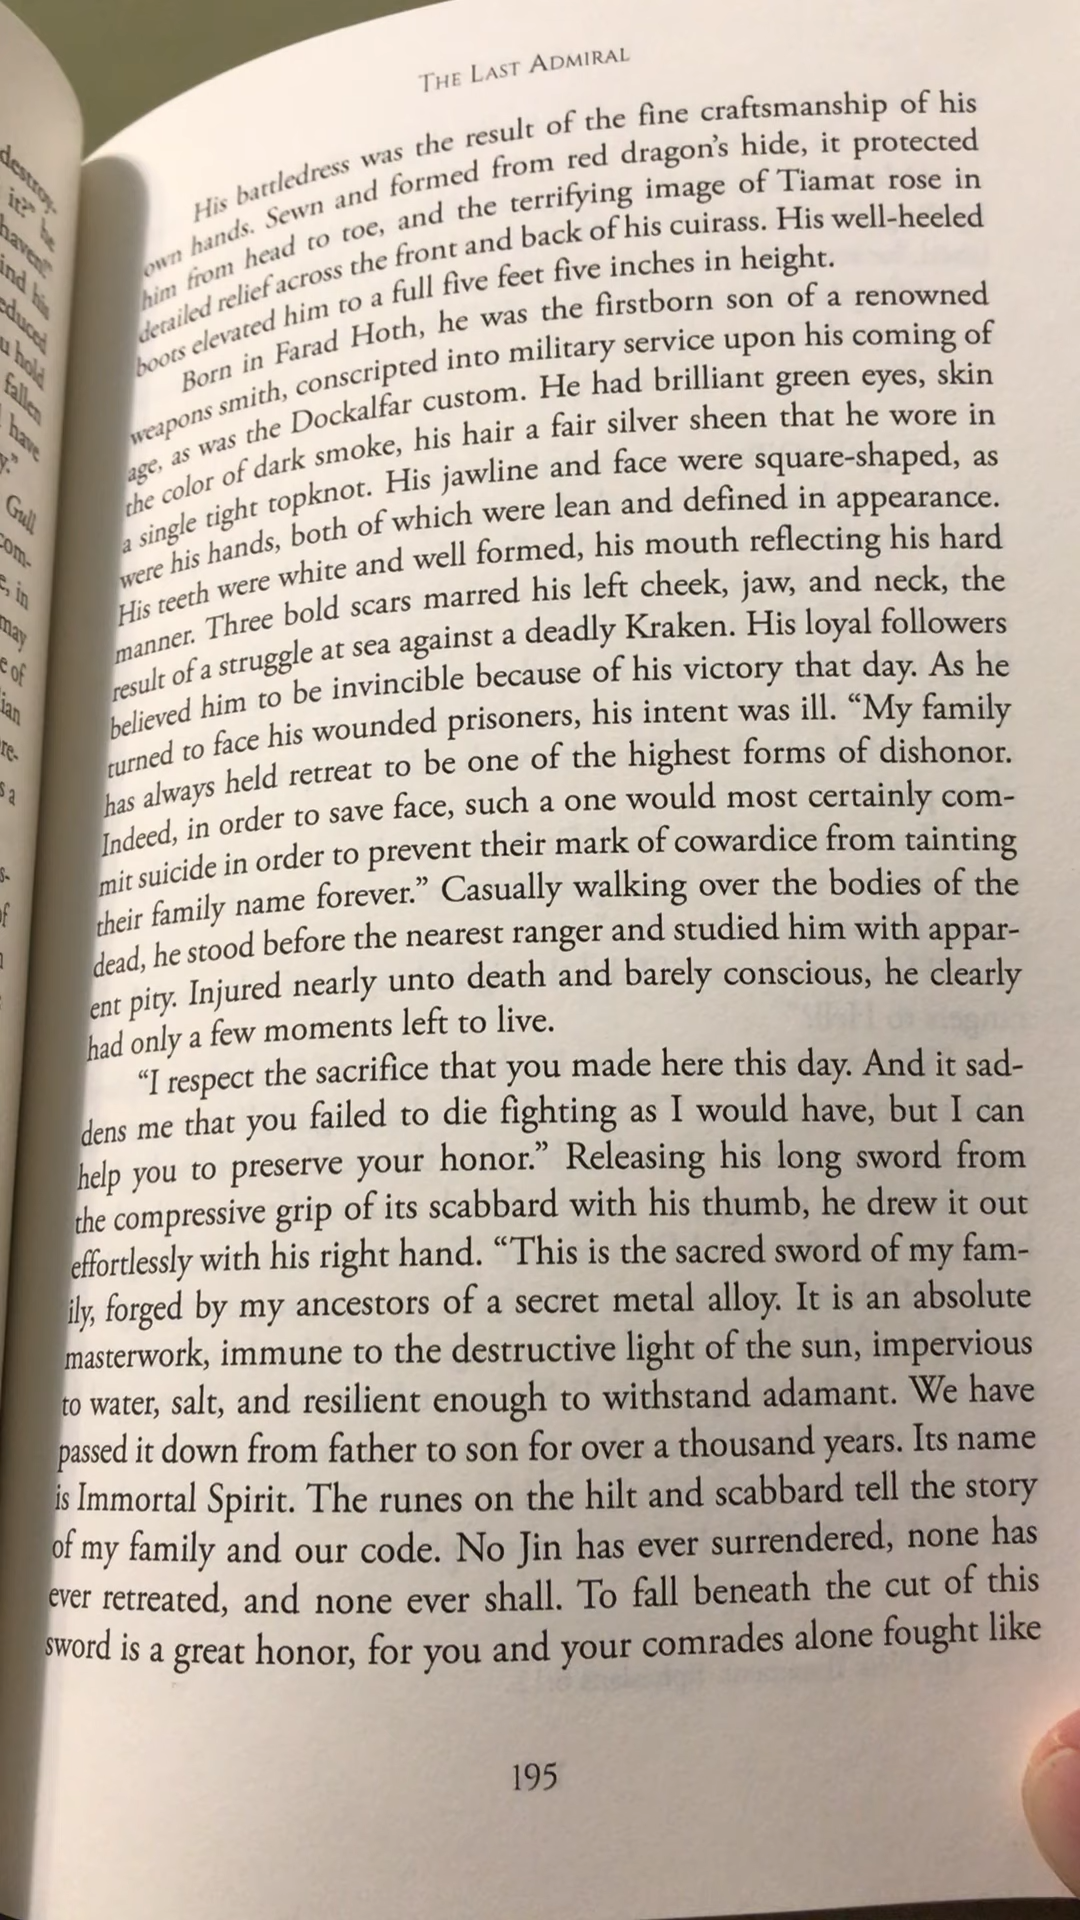 THE LAST ADMIRAL
His battledress was the result of the fine craftsmanship of his
own hands. Sewn and formed from red dragon's hide, it protected
him from head to toe, and the terrifying image of Tiamat rose in
detailed relief across the front and back of his cuirass. His well-heeled
boots elevated him to a full five feet five inches in height.
Born in Farad Hoth, he was the firstborn son of a renowned
weapons smith, conscripted into military service upon his coming of
age, as was the Dockalfar custom. He had brilliant green eyes, skin
the color of dark smoke, his hair a fair silver sheen that he wore in
a single tight topknot. His jawline and face were square-shaped, as
were his hands, both of which were lean and defined in appearance.
His teeth were white and well formed, his mouth reflecting his hard
manner. Three bold scars marred his left cheek, jaw, and neck, the
result of a struggle at sea against a deadly Kraken. His loyal followers
believed him to be invincible because of his victory that day. As he
turned to face his wounded prisoners, his intent was ill. “My family
has always held retreat to be one of the highest forms of dishonor.
Indeed, in order to save face, such a one would most certainly com-
mit suicide in order to prevent their mark of cowardice from tainting
their family name forever.” Casually walking over the bodies of the
dead, he stood before the nearest ranger and studied him with appar-
ent pity. Injured nearly unto death and barely conscious, he clearly
had only a few moments left to live.
“I respect the sacrifice that you made here this day. And it sad-
dens me that you failed to die fighting as I would have, but I can
help you to preserve your honor.” Releasing his long sword from
the compressive grip of its scabbard with his thumb, he drew it out
effortlessly with his right hand. “This is the sacred sword of my fam-
ily, forged by my ancestors of a secret metal alloy. It is an absolute
masterwork, immune to the destructive light of the sun, impervious
to water, salt, and resilient enough to withstand adamant. We have
passed it down from father to son for over a thousand years. Its name
is Immortal Spirit. The runes on the hilt and scabbard tell the story
of my family and our code. No Jin has ever surrendered, none has
ever retreated, and none ever shall. To fall beneath the cut of this
sword is a great honor, for you and your comrades alone fought like
195